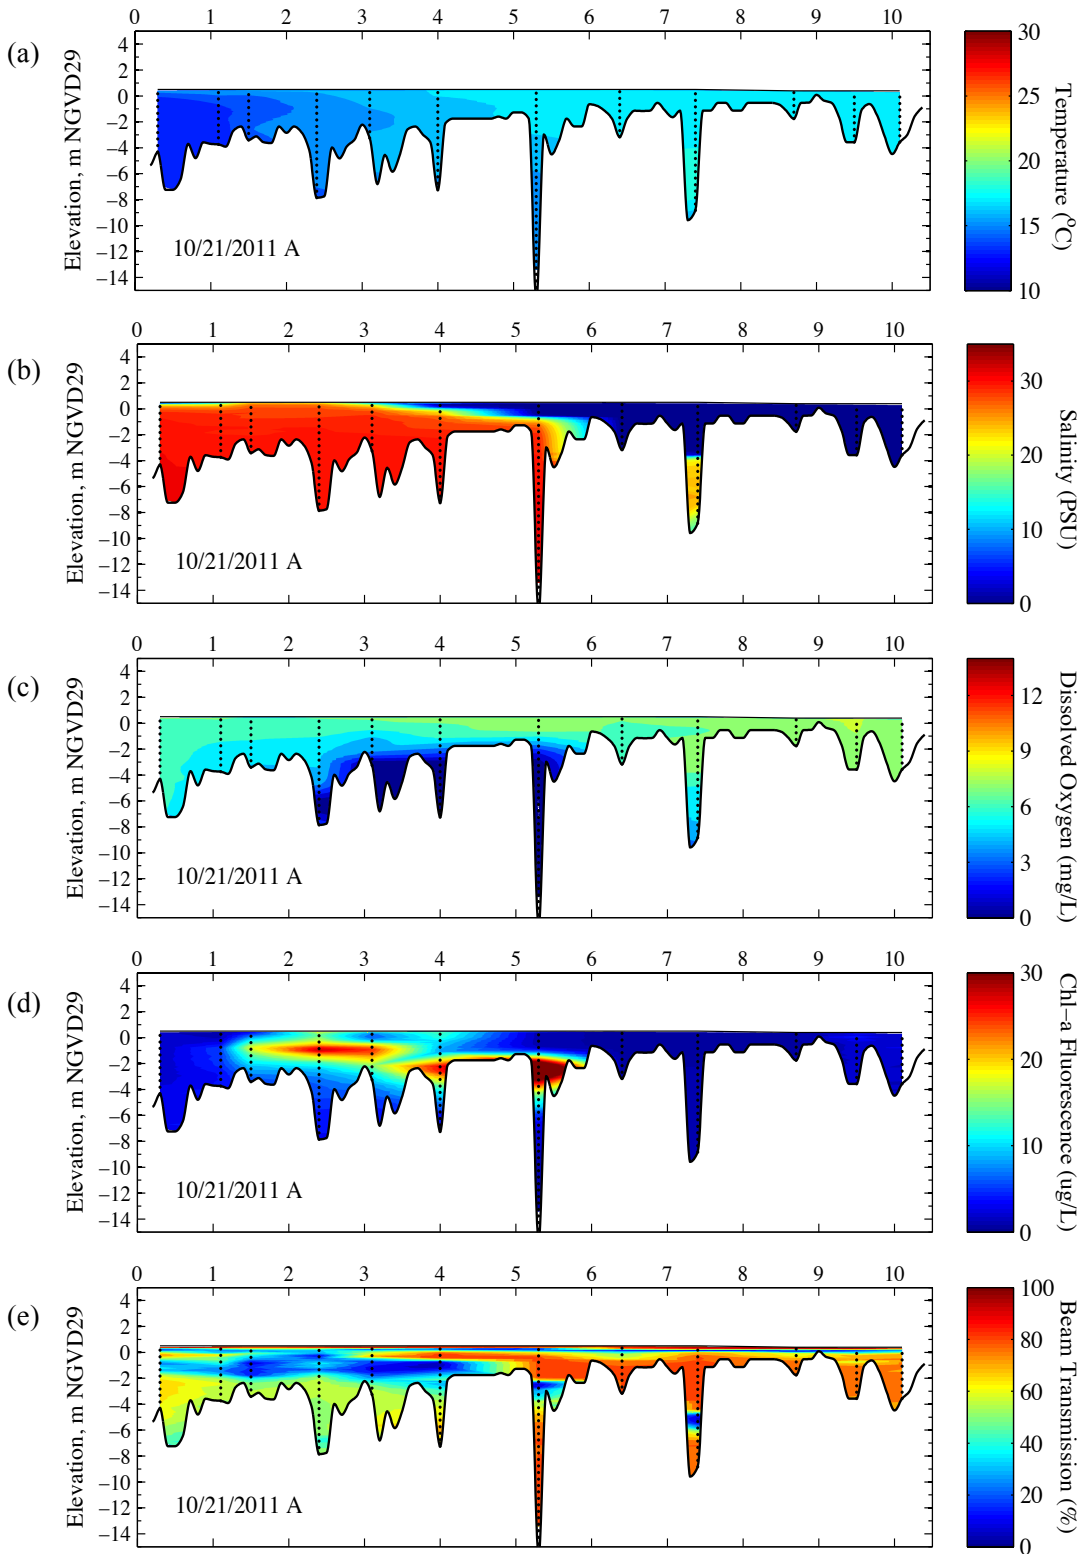 0 1 2 3 4 5 6 7 8 9 10
(a)
4
2
0
−2
−4
−6
−8
−10
−12
−14
Elevation, m NGVD29
10/21/2011 A
30
25
20
15
10
Temperature (°C)
0 1 2 3 4 5 6 7 8 9 10
(b)
4
2
0
−2
−4
−6
−8
−10
−12
−14
Elevation, m NGVD29
10/21/2011 A
30
20
10
0
Salinity (PSU)
0 1 2 3 4 5 6 7 8 9 10
(c)
4
2
0
−2
−4
−6
−8
−10
−12
−14
Elevation, m NGVD29
10/21/2011 A
12
9
6
3
0
Dissolved Oxygen (mg/L)
0 1 2 3 4 5 6 7 8 9 10
(d)
4
2
0
−2
−4
−6
−8
−10
−12
−14
Elevation, m NGVD29
10/21/2011 A
30
20
10
0
Chl−a Fluorescence (ug/L)
0 1 2 3 4 5 6 7 8 9 10
(e)
4
2
0
−2
−4
−6
−8
−10
−12
−14
Elevation, m NGVD29
10/21/2011 A
100
80
60
40
20
0
Beam Transmission (%)